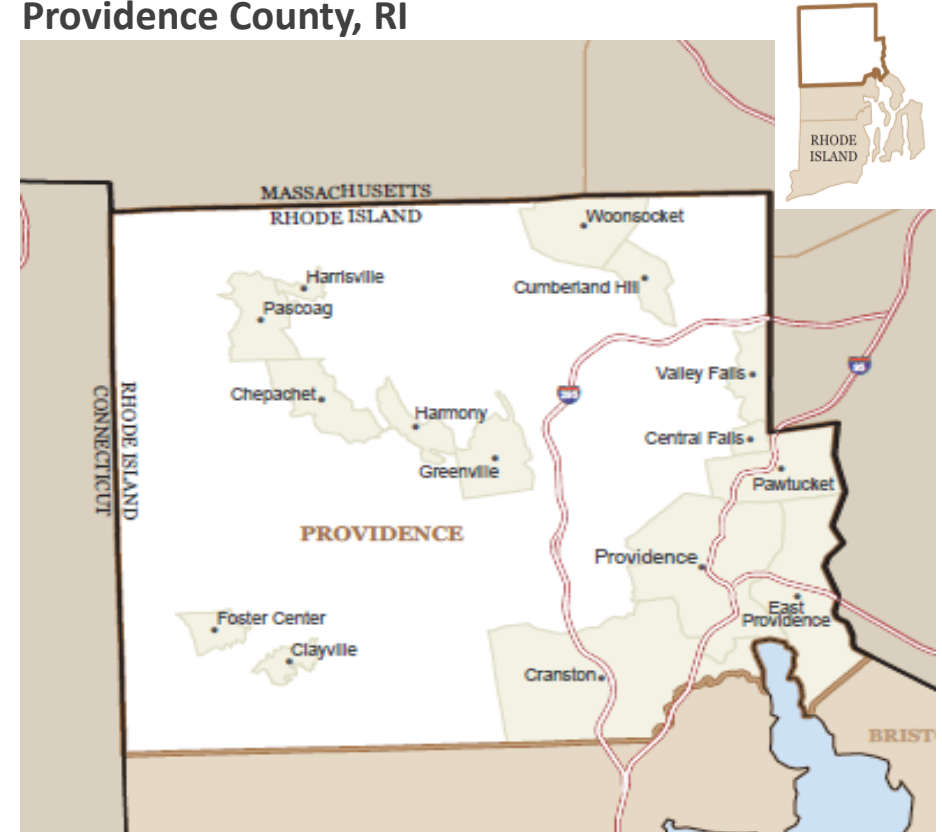 Providence County, RI
RHODE
ISLAND
MASSACHUSETTS
RHODE ISLAND
Woonsocket
Harrisville
Cumberland Hill
Pascoag
295
95
Valley Falls
Chepachet
CONNECTICUT
RHODE ISLAND
Harmony
Central Falls
Greenville
Pawtucket
PROVIDENCE
Providence
East
Providence
Foster Center
Clayville
Cranston
BRIST